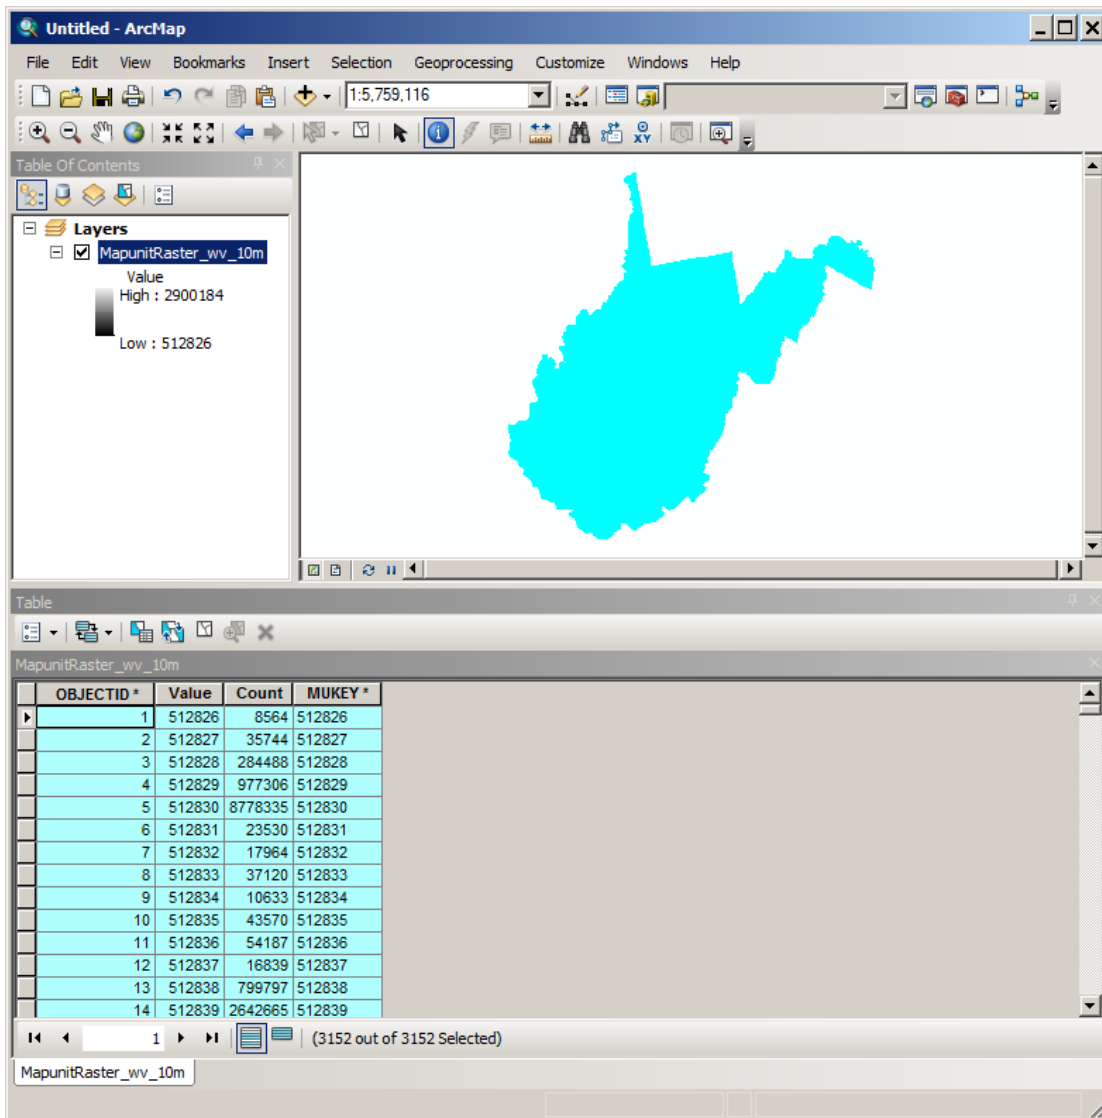 Untitled - ArcMap
File Edit View Bookmarks Insert Selection Geoprocessing Customize Windows Help
1:5,759,116
Table Of Contents
Layers
MapunitRaster_wv_10m
Value
High : 2900184
Low : 512826
Table
MapunitRaster_wv_10m
OBJECTID * Value Count MUKEY *
1 512826 8564 512826
2 512827 35744 512827
3 512828 284488 512828
4 512829 977306 512829
5 512830 8778335 512830
6 512831 23530 512831
7 512832 17964 512832
8 512833 37120 512833
9 512834 10633 512834
10 512835 43570 512835
11 512836 54187 512836
12 512837 16839 512837
13 512838 799797 512838
14 512839 2642665 512839
1 (3152 out of 3152 Selected)
MapunitRaster_wv_10m